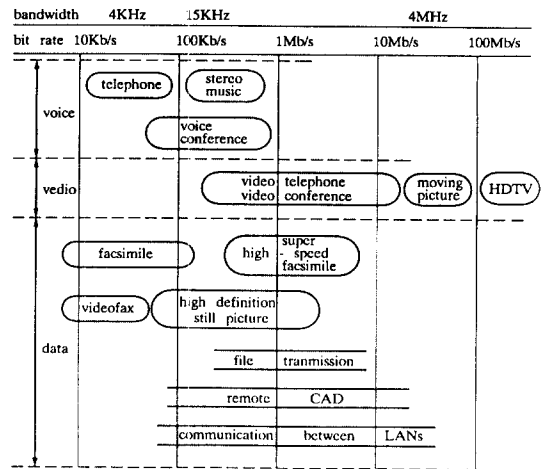 bandwidth 4KHz 15KHz 4MHz
bit rate 10Kb/s 100Kb/s 1Mb/s 10Mb/s 100Mb/s
telephone
stereo
music
voice
voice
conference
vedio
video telephone
video conference
moving
picture
HDTV
facsimile
super
high - speed
facsimile
videofax
high definition
still picture
data
file tranmission
remote CAD
communication between LANs